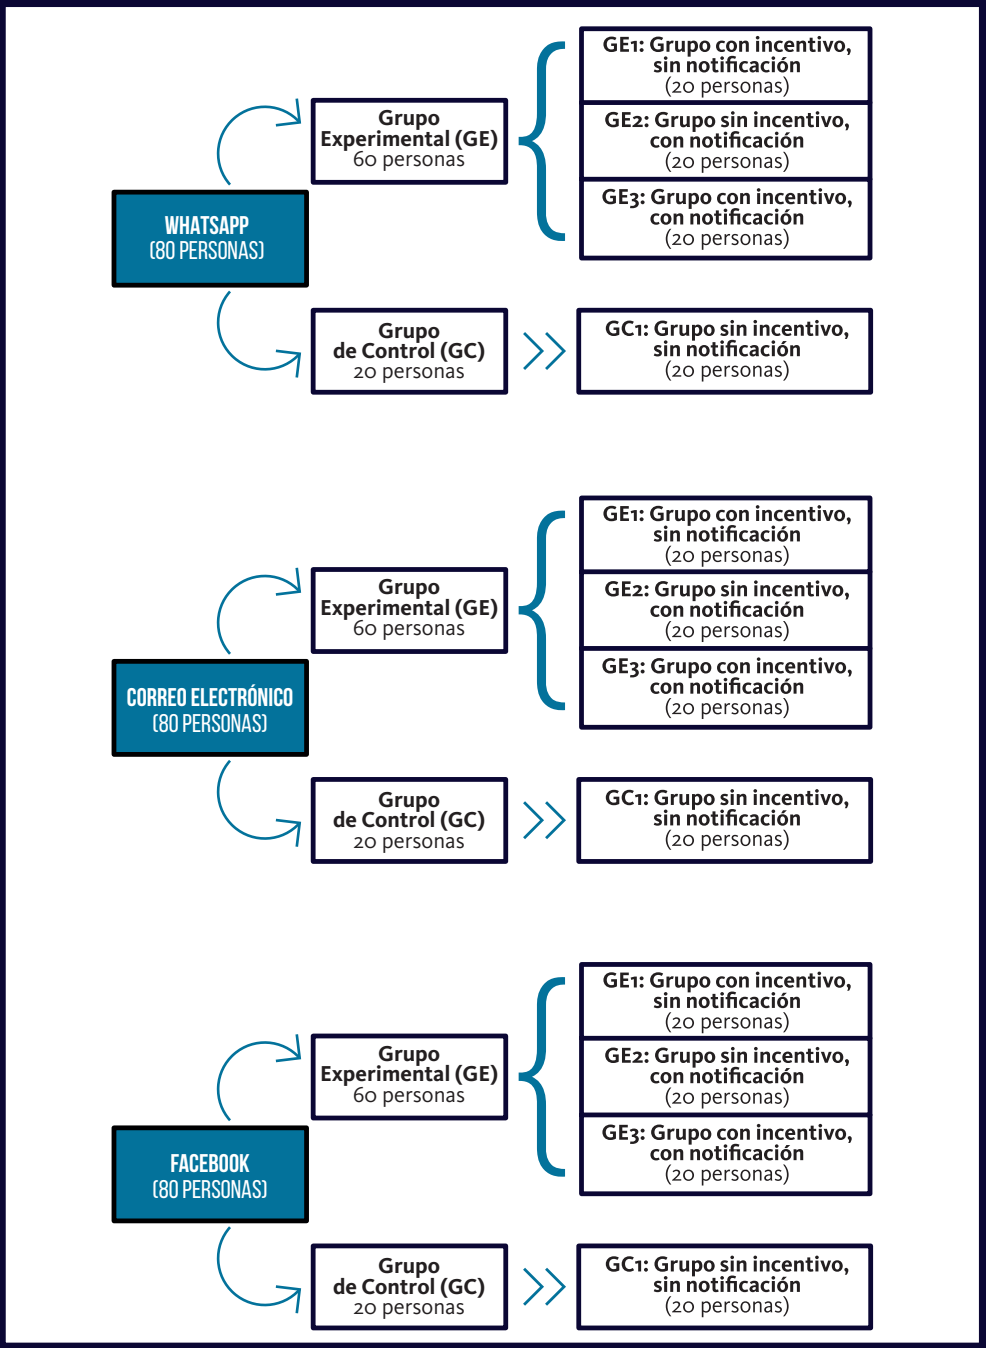 WHATSAPP
(80 PERSONAS)
Grupo
Experimental (GE)
60 personas
GE1: Grupo con incentivo,
sin notificación
(20 personas)
GE2: Grupo sin incentivo,
con notificación
(20 personas)
GE3: Grupo con incentivo,
con notificación
(20 personas)
Grupo
de Control (GC)
20 personas
GC1: Grupo sin incentivo,
sin notificación
(20 personas)
CORREO ELECTRÓNICO
(80 PERSONAS)
Grupo
Experimental (GE)
60 personas
GE1: Grupo con incentivo,
sin notificación
(20 personas)
GE2: Grupo sin incentivo,
con notificación
(20 personas)
GE3: Grupo con incentivo,
con notificación
(20 personas)
Grupo
de Control (GC)
20 personas
GC1: Grupo sin incentivo,
sin notificación
(20 personas)
FACEBOOK
(80 PERSONAS)
Grupo
Experimental (GE)
60 personas
GE1: Grupo con incentivo,
sin notificación
(20 personas)
GE2: Grupo sin incentivo,
con notificación
(20 personas)
GE3: Grupo con incentivo,
con notificación
(20 personas)
Grupo
de Control (GC)
20 personas
GC1: Grupo sin incentivo,
sin notificación
(20 personas)